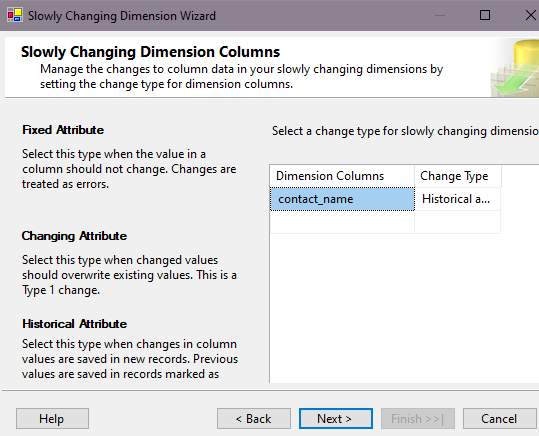 Slowly Changing Dimension Wizard
Slowly Changing Dimension Columns
Manage the changes to column data in your slowly changing dimensions by
setting the change type for dimension columns.
Fixed Attribute
Select this type when the value in a
column should not change. Changes are
treated as errors.
Changing Attribute
Select this type when changed values
should overwrite existing values. This is a
Type 1 change.
Historical Attribute
Select this type when changes in column
values are saved in new records. Previous
values are saved in records marked as
Select a change type for slowly changing dimensio
Dimension Columns Change Type
contact_name Historical a...
Help < Back Next > Finish >>| Cancel